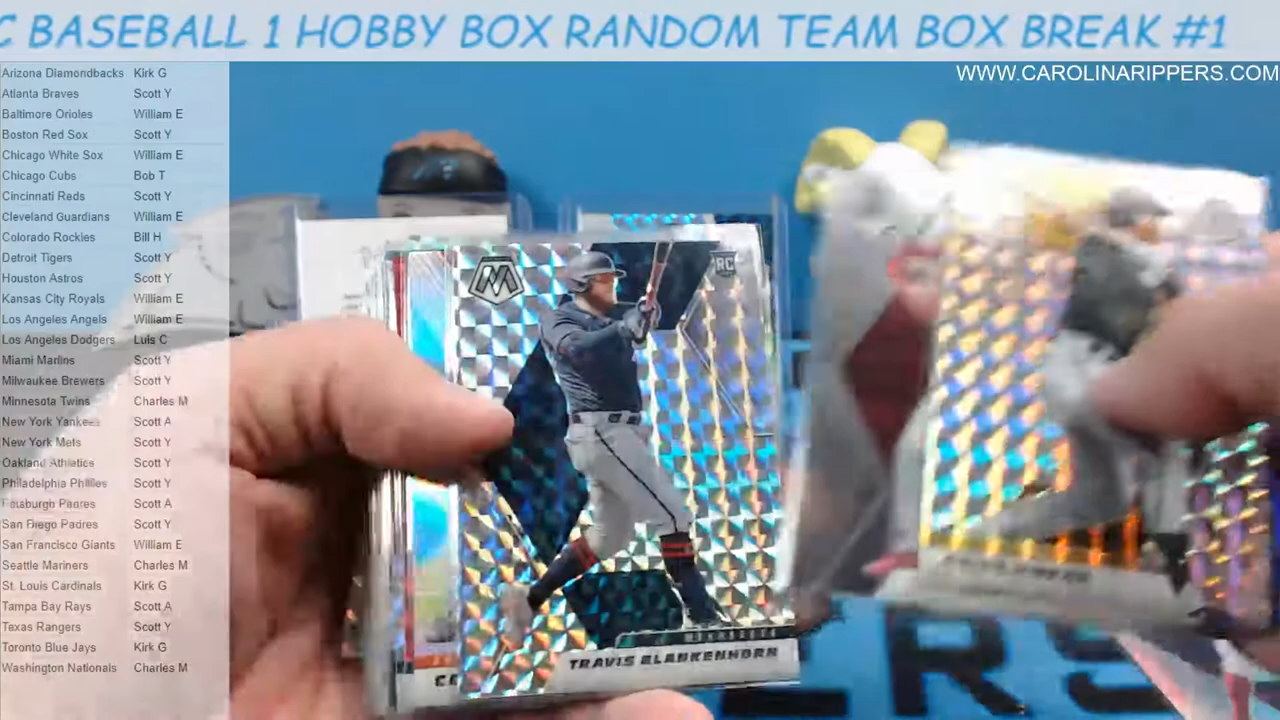 C BASEBALL 1 HOBBY BOX RANDOM TEAM BOX BREAK #1
WWW.CAROLINARIPPERS.COM
Arizona Diamondbacks Kirk G
Atlanta Braves Scott Y
Baltimore Orioles William E
Boston Red Sox Scott Y
Chicago White Sox William E
Chicago Cubs Bob T
Cincinnati Reds Scott Y
Cleveland Guardians William E
Colorado Rockies Bill H
Detroit Tigers Scott Y
Houston Astros Scott Y
Kansas City Royals William E
Los Angeles Angels William E
Los Angeles Dodgers Luis C
Miami Marlins Scott Y
Milwaukee Brewers Scott Y
Minnesota Twins Charles M
New York Yankees Scott A
New York Mets Scott Y
Oakland Athletics Scott Y
Philadelphia Phillies Scott Y
Pittsburgh Padres Scott A
San Diego Padres Scott Y
San Francisco Giants William E
Seattle Mariners Charles M
St. Louis Cardinals Kirk G
Tampa Bay Rays Scott A
Texas Rangers Scott Y
Toronto Blue Jays Kirk G
Washington Nationals Charles M
M
RC
TRAVIS BLANKENHORN
CE
ERS